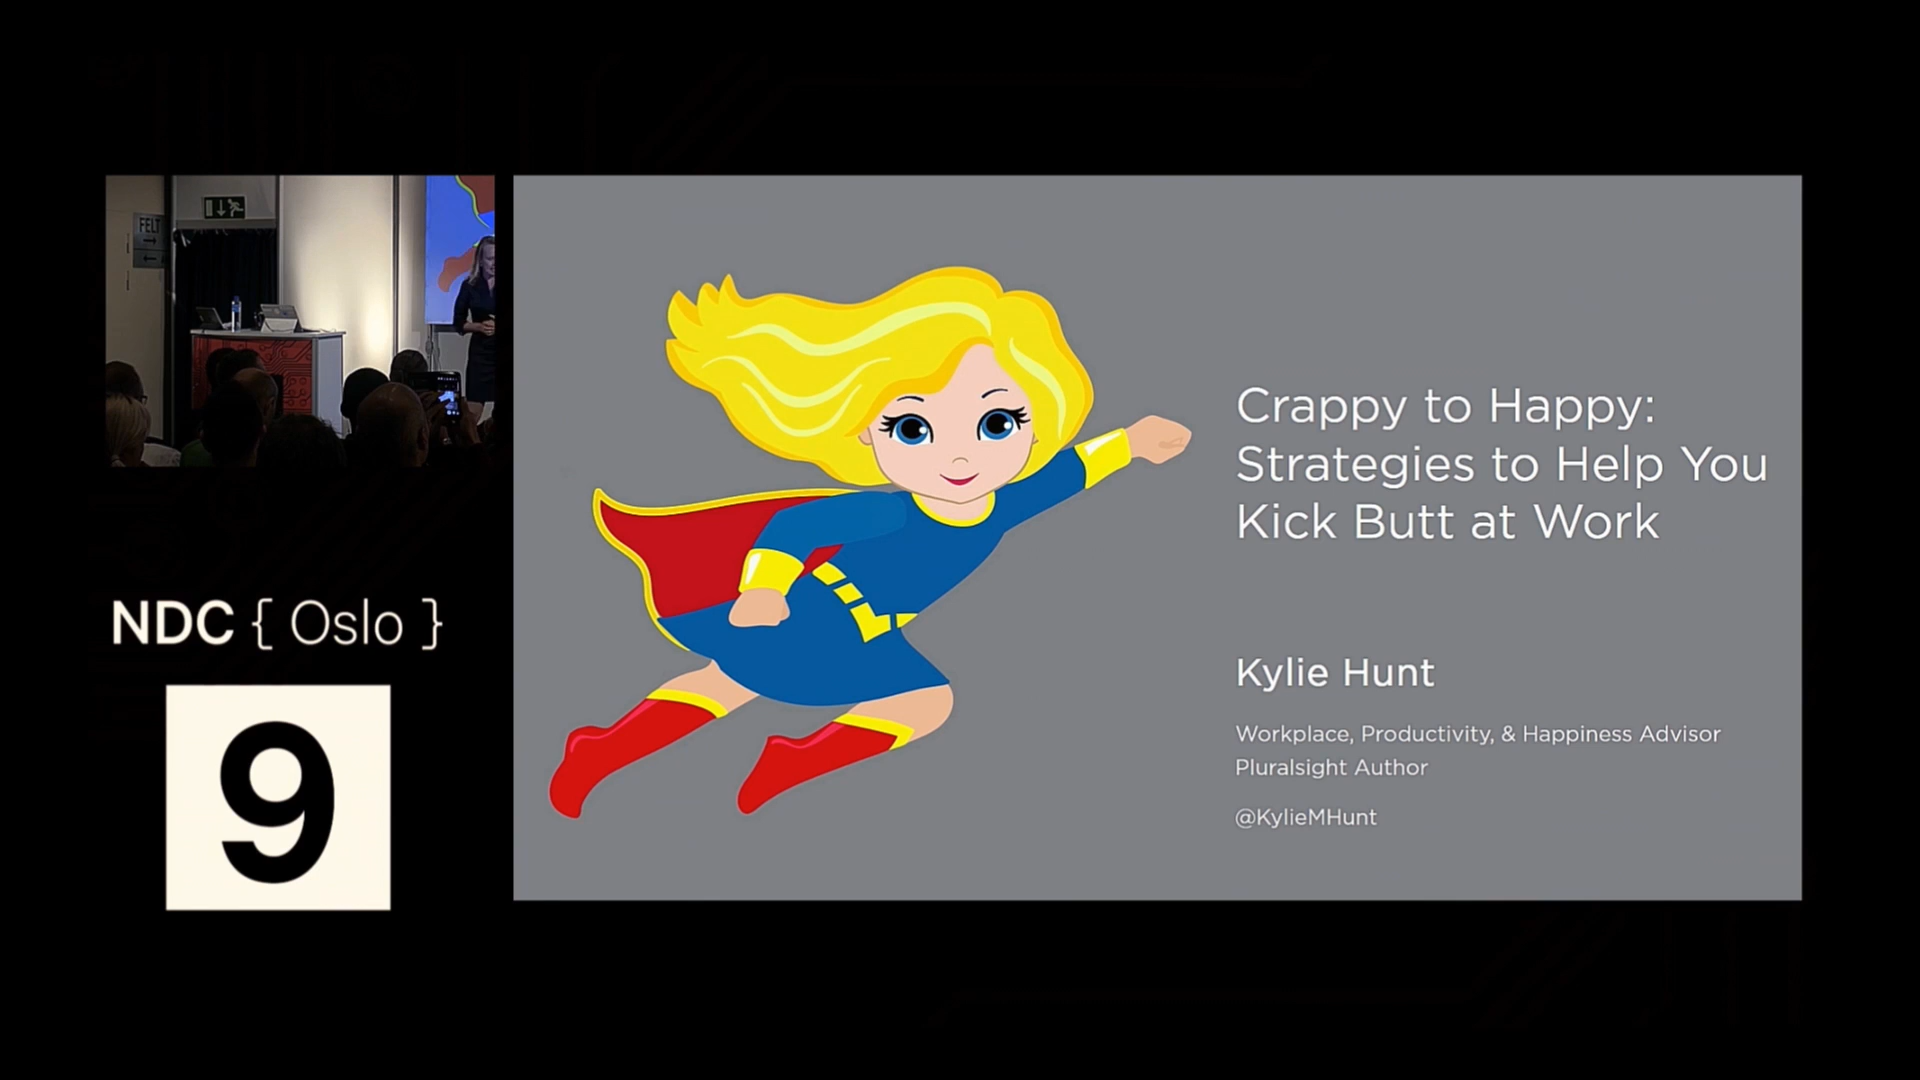 FELT
NDC { Oslo }
9
Crappy to Happy:
Strategies to Help You
Kick Butt at Work
Kylie Hunt
Workplace, Productivity, & Happiness Advisor
Pluralsight Author
@KylieMHunt